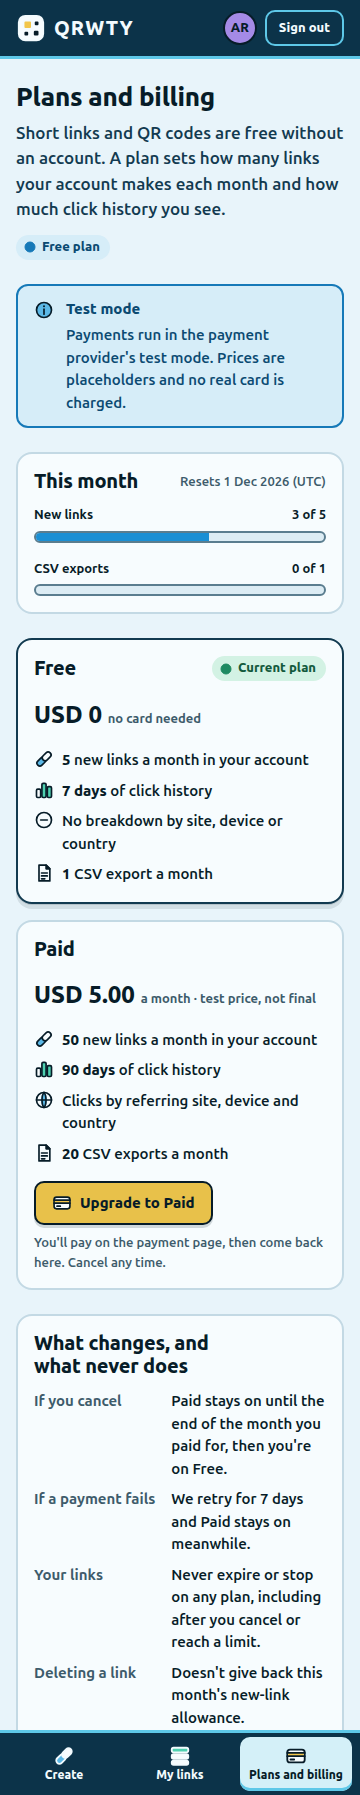 QRWTY
AR
Sign out
Plans and billing
Short links and QR codes are free without
an account. A plan sets how many links
your account makes each month and how
much click history you see.
Free plan
Test mode
Payments run in the payment
provider's test mode. Prices are
placeholders and no real card is
charged.
This month
Resets 1 Dec 2026 (UTC)
New links
3 of 5
CSV exports
0 of 1
Free
Current plan
USD 0 no card needed
5 new links a month in your account
7 days of click history
No breakdown by site, device or
country
1 CSV export a month
Paid
USD 5.00 a month · test price, not final
50 new links a month in your account
90 days of click history
Clicks by referring site, device and
country
20 CSV exports a month
Upgrade to Paid
You'll pay on the payment page, then come back
here. Cancel any time.
What changes, and
what never does
If you cancel
Paid stays on until the
end of the month you
paid for, then you're
on Free.
If a payment fails
We retry for 7 days
and Paid stays on
meanwhile.
Your links
Never expire or stop
on any plan, including
after you cancel or
reach a limit.
Deleting a link
Doesn't give back this
month's new-link
allowance.
Create
My links
Plans and billing